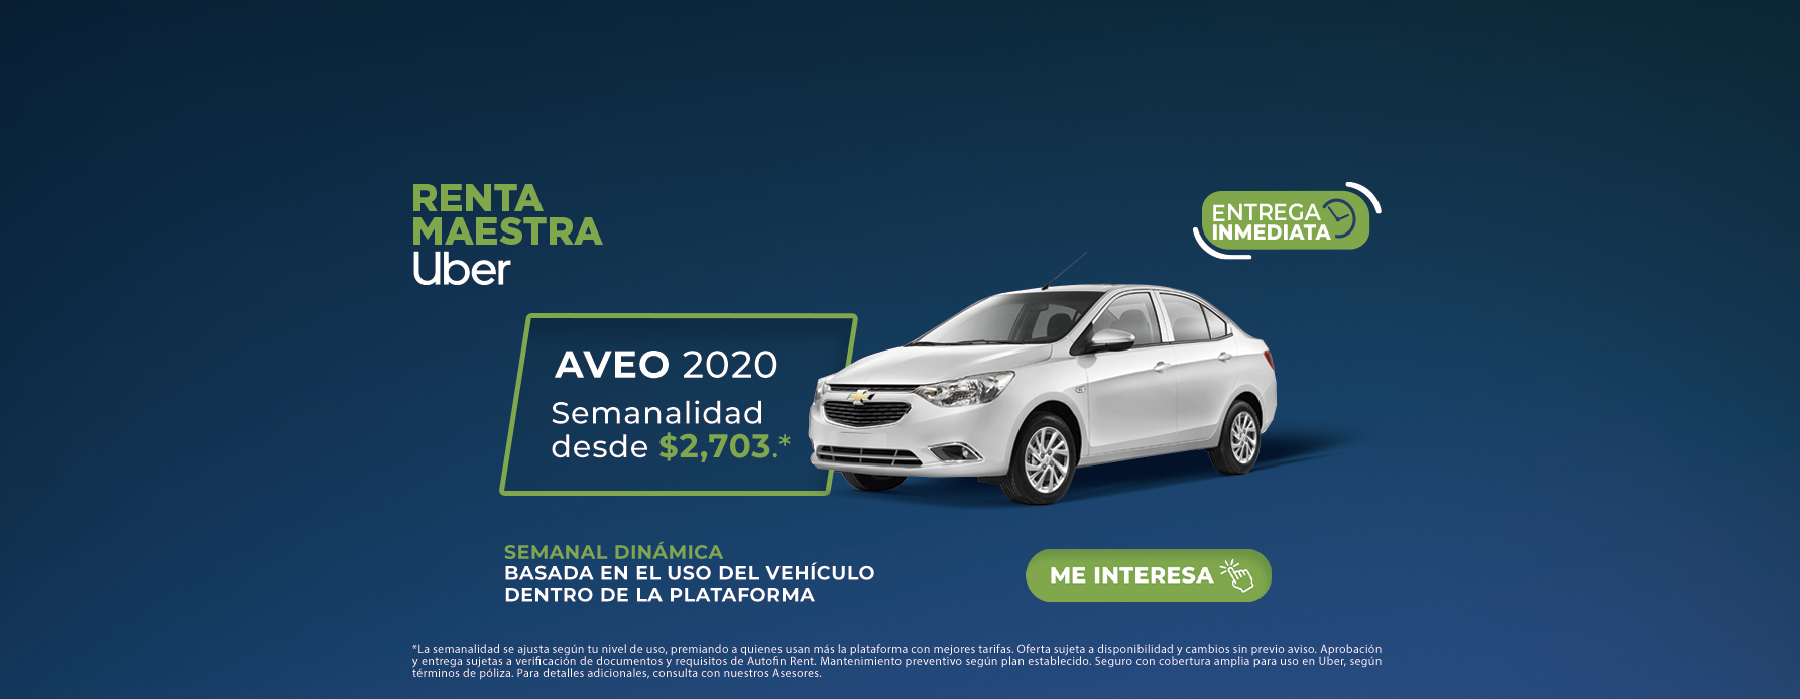 RENTA
MAESTRA
Uber
ENTREGA
INMEDIATA
AVEO 2020
Semanalidad
desde $2,703.*
SEMANAL DINÁMICA
BASADA EN EL USO DEL VEHÍCULO
DENTRO DE LA PLATAFORMA
ME INTERESA
*La semanalidad se ajusta según tu nivel de uso, premiando a quienes usan más la plataforma con mejores tarifas. Oferta sujeta a disponibilidad y cambios sin previo aviso. Aprobación
y entrega sujetas a verificación de documentos y requisitos de Autofin Rent. Mantenimiento preventivo según plan establecido. Seguro con cobertura amplia para uso en Uber, según
términos de póliza. Para detalles adicionales, consulta con nuestros Asesores.